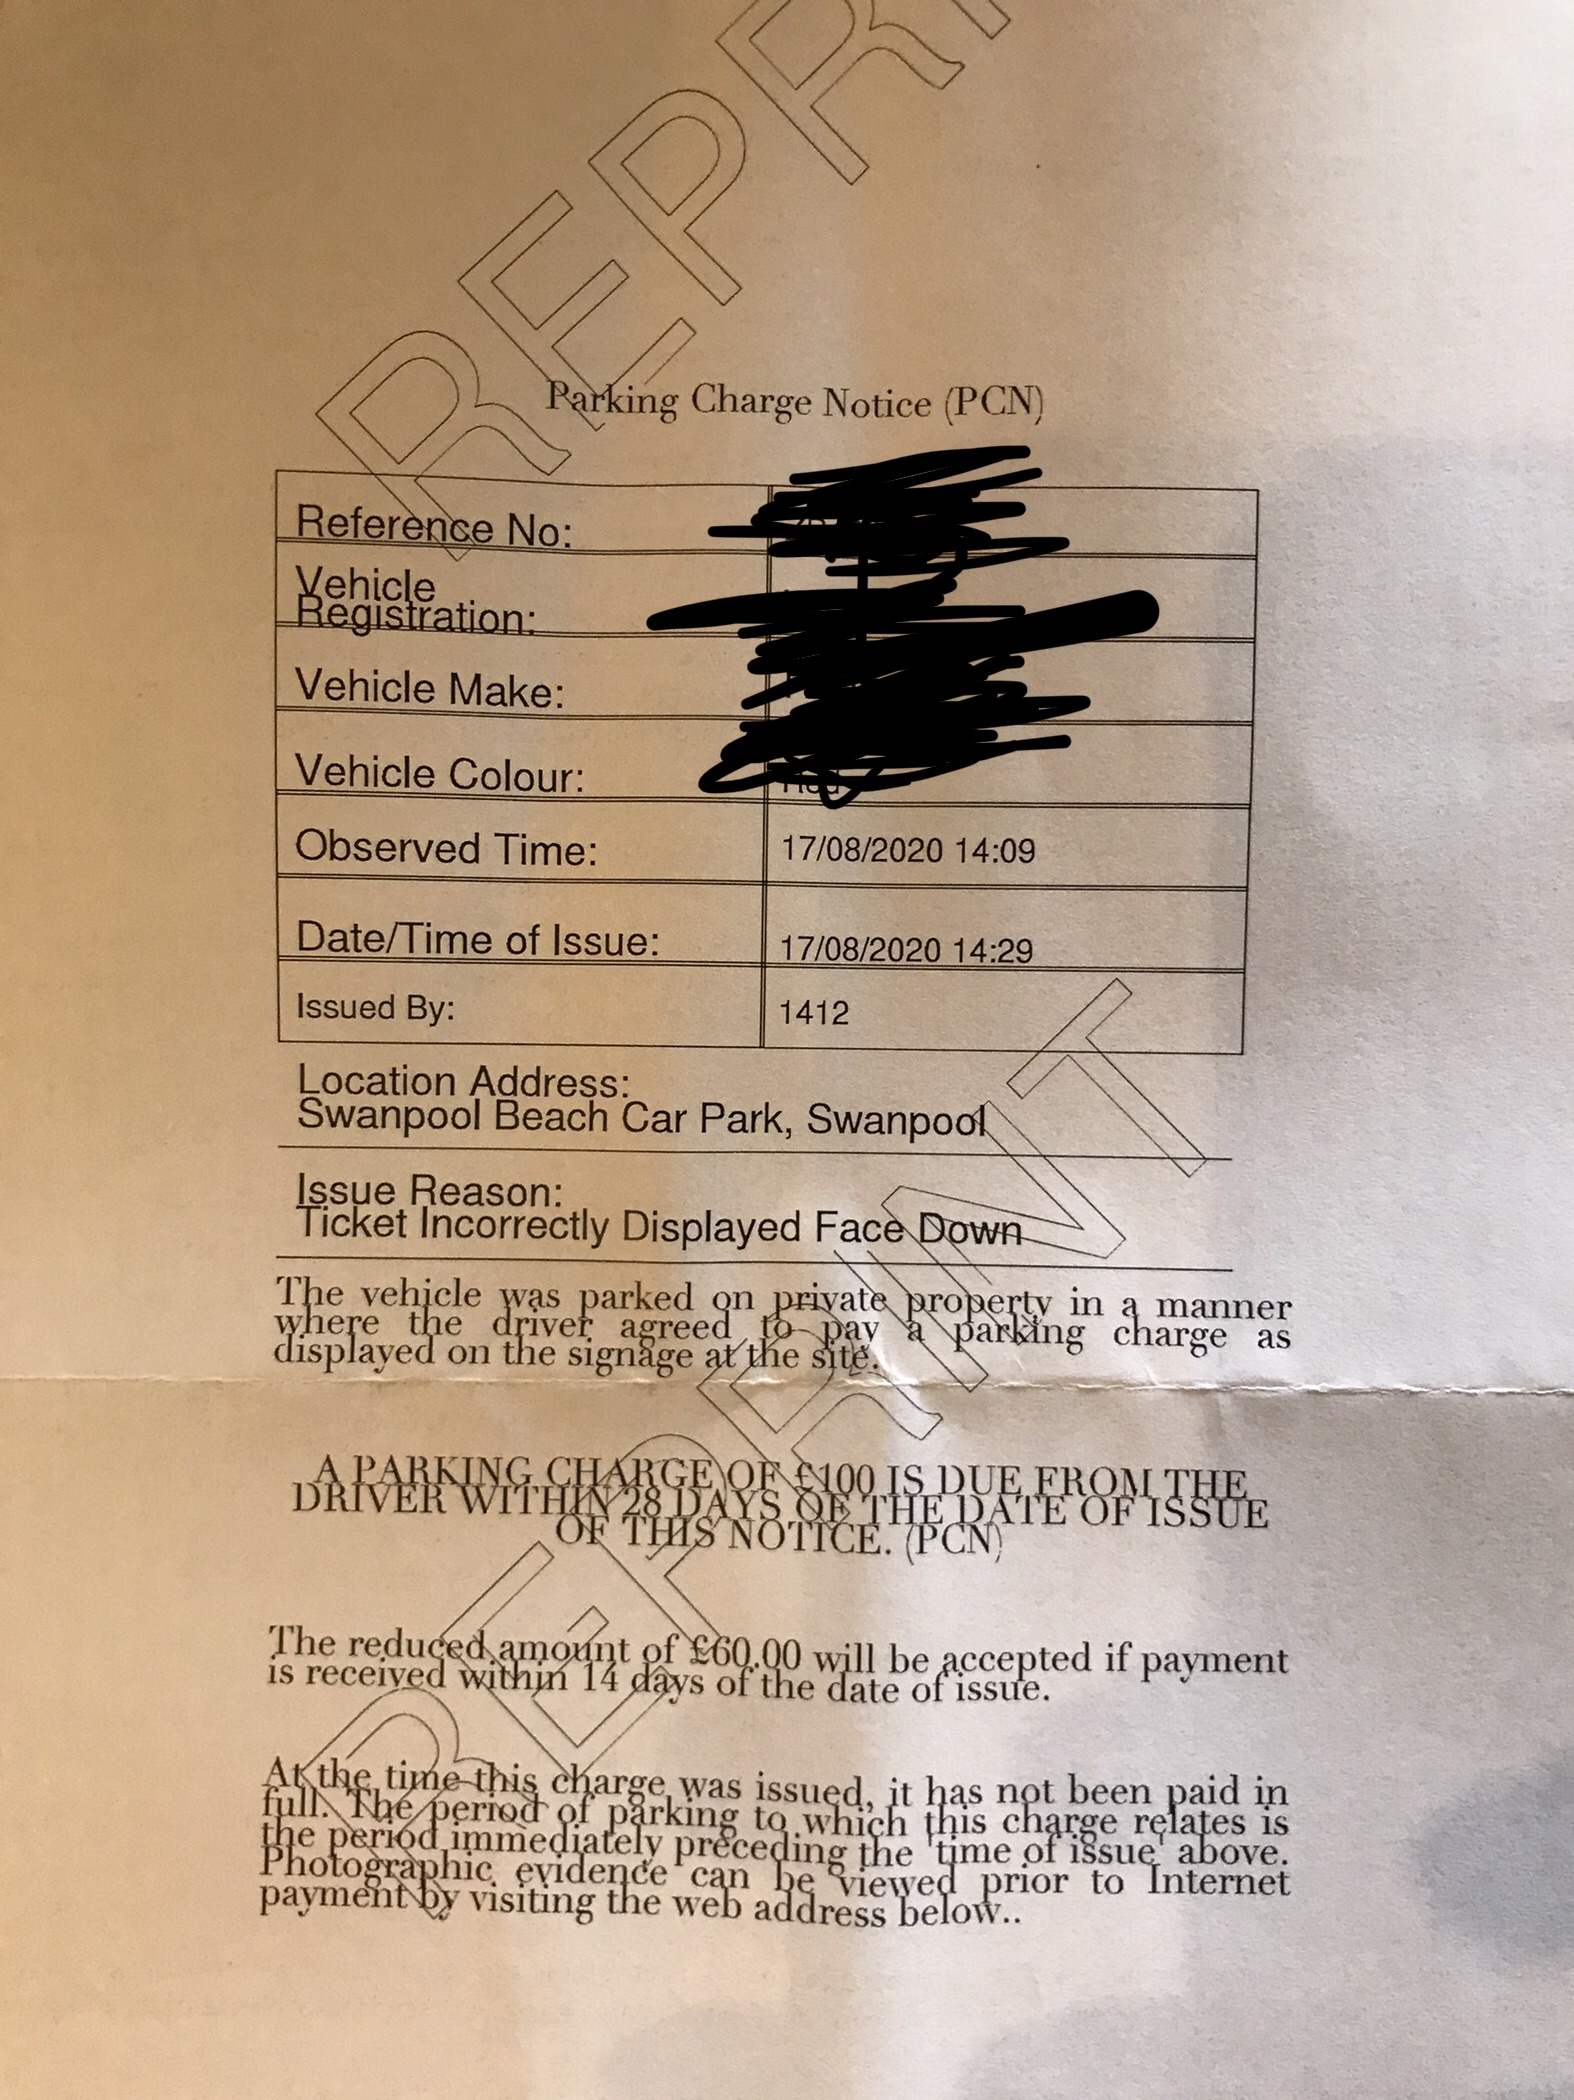 REPRINT
Parking Charge Notice (PCN)
Reference No:
Vehicle
Registration:
Vehicle Make:
Vehicle Colour:
Observed Time: 17/08/2020 14:09
Date/Time of Issue: 17/08/2020 14:29
Issued By: 1412
Location Address:
Swanpool Beach Car Park, Swanpool
Issue Reason:
Ticket Incorrectly Displayed Face Down
The vehicle was parked on private property in a manner
where the driver agreed to pay a parking charge as
displayed on the signage at the site.
A PARKING CHARGE OF £100 IS DUE FROM THE
DRIVER WITHIN 28 DAYS OF THE DATE OF ISSUE
OF THIS NOTICE. (PCN)
The reduced amount of £60.00 will be accepted if payment
is received within 14 days of the date of issue.
At the time this charge was issued, it has not been paid in
full. The period of parking to which this charge relates is
the period immediately preceding the 'time of issue' above.
Photographic evidence can be viewed prior to Internet
payment by visiting the web address below..
REPRINT